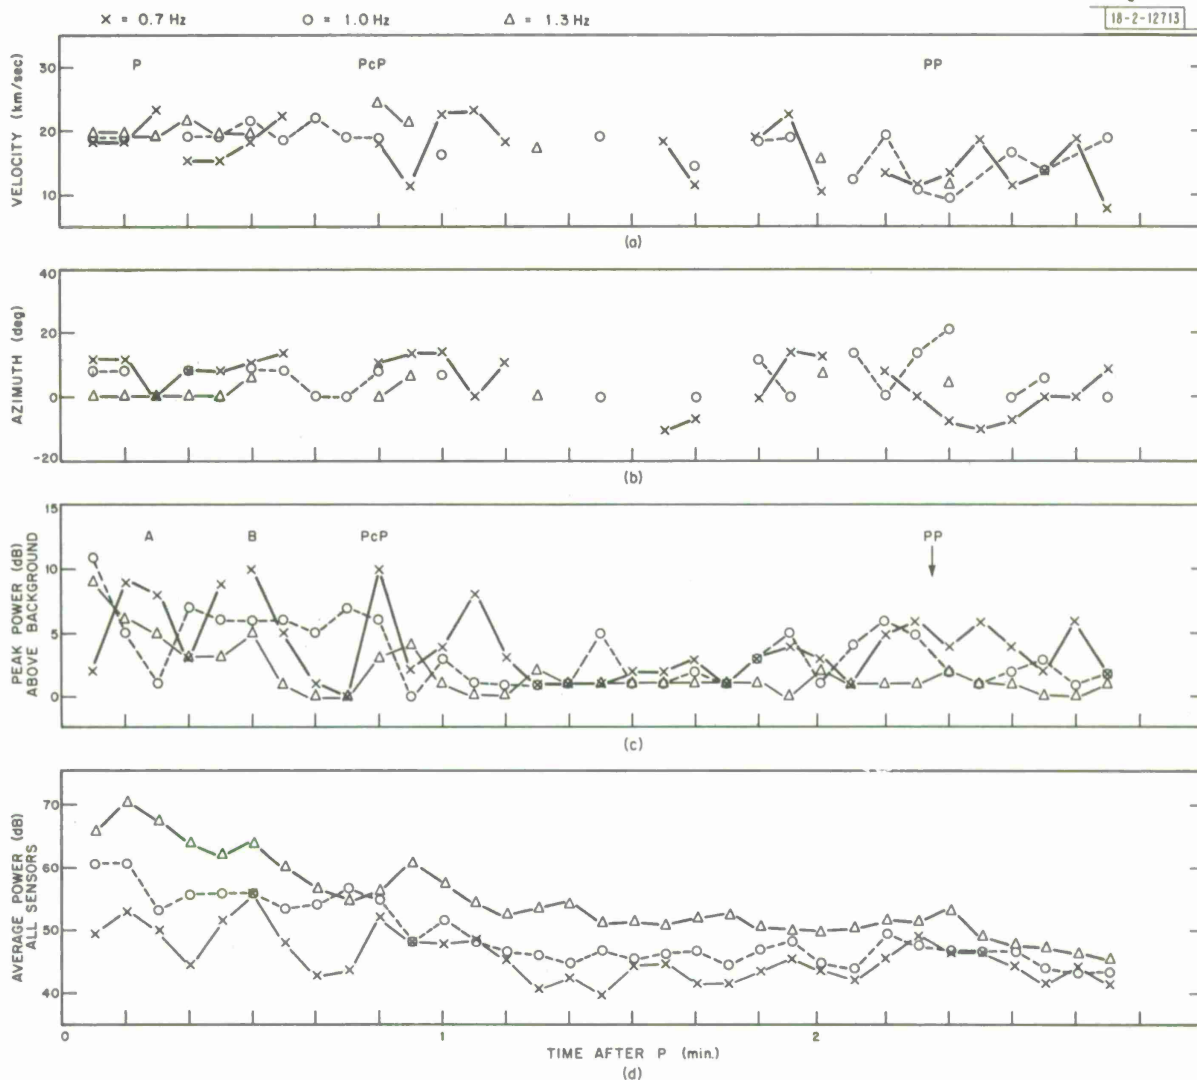 18-2-12713
× = 0.7 Hz ○ = 1.0 Hz △ = 1.3 Hz
VELOCITY (km/sec)
30
20
10
P PcP PP
(a)
AZIMUTH (deg)
40
20
0
-20
(b)
PEAK POWER (dB)
ABOVE BACKGROUND
15
10
5
0
A B PcP PP
(c)
AVERAGE POWER (dB)
ALL SENSORS
70
60
50
40
0 1 2
TIME AFTER P (min.)
(d)